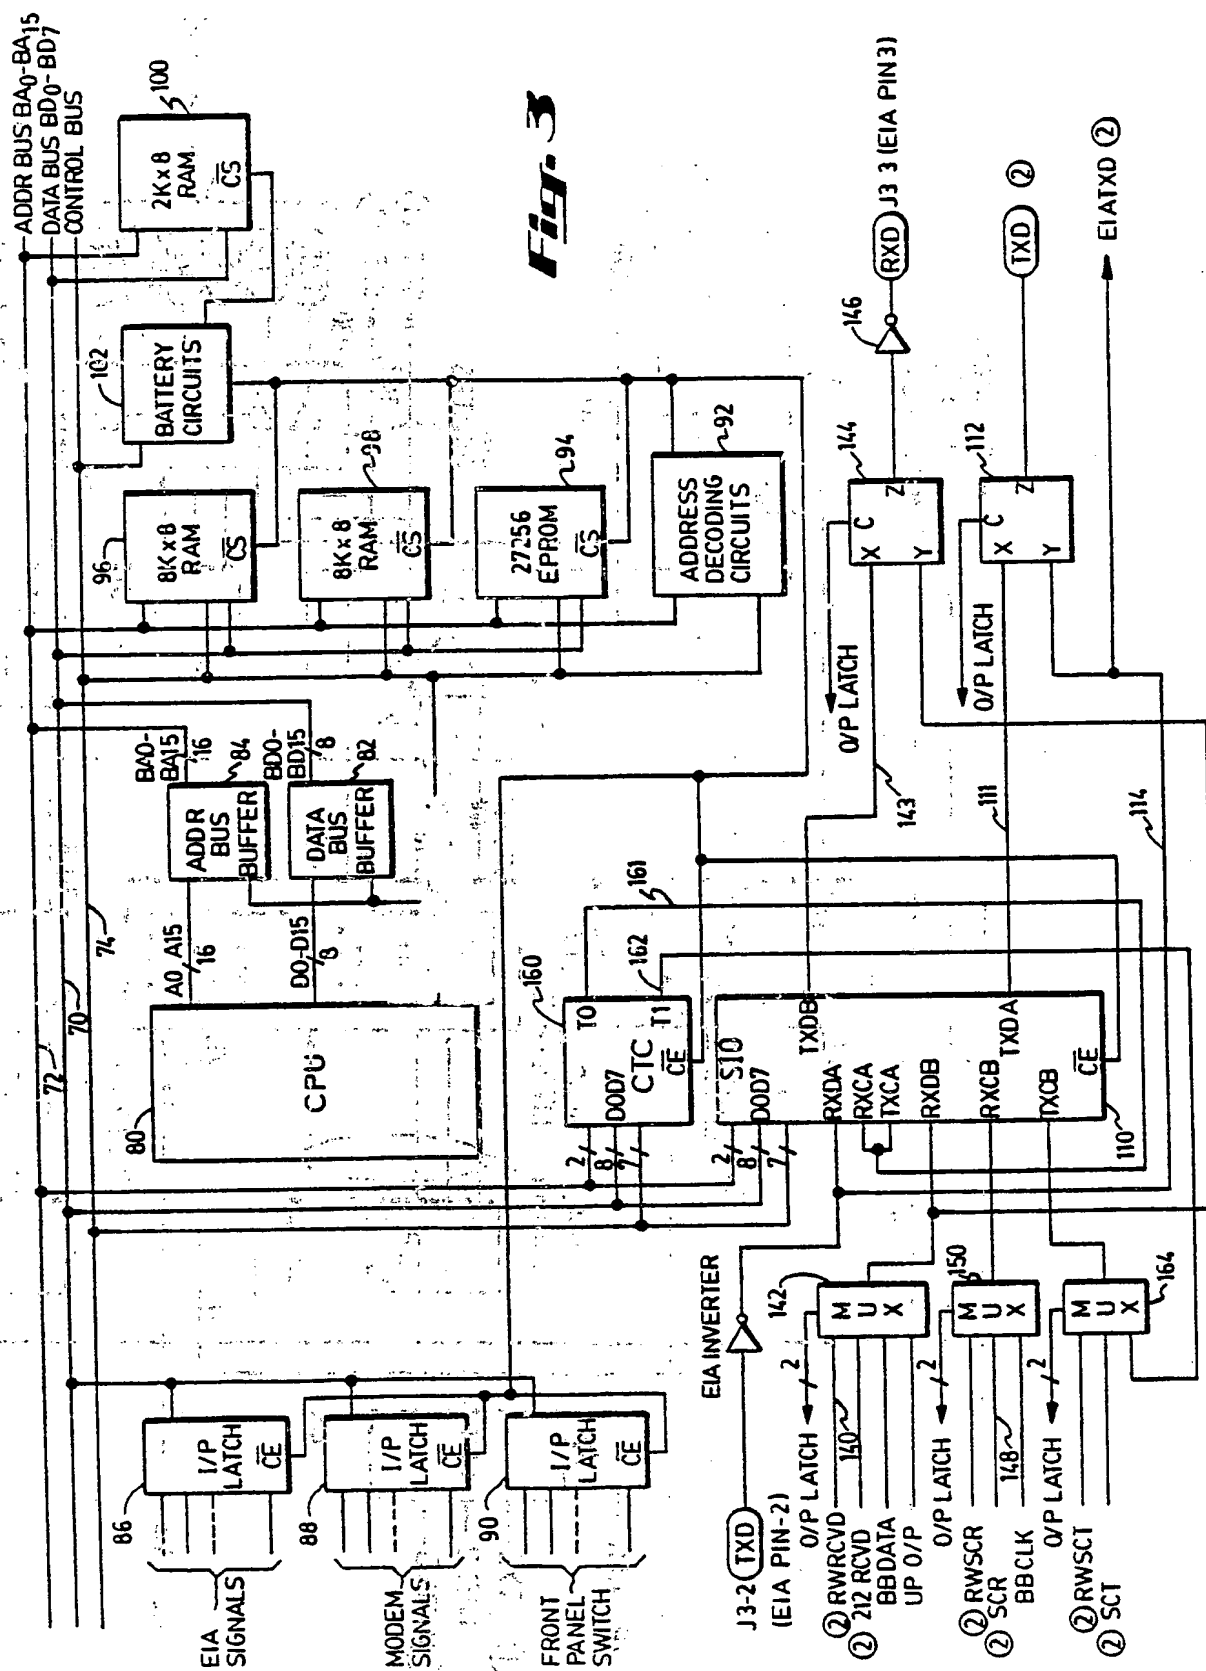 ADDR BUS BA0-BA15
DATA BUS BD0-BD7
CONTROL BUS
72
70
74
80
CPU
A0 A15
16
D0-D15
8
ADDR
BUS
BUFFER
84
BA0-
BA15
16
DATA
BUS
BUFFER
82
BD0-
BD15
8
96
8K x 8
RAM
CS
98
8K x 8
RAM
CS
94
27256
EPROM
CS
92
ADDRESS
DECODING
CIRCUITS
102
BATTERY
CIRCUITS
100
2K x 8
RAM
CS
Fig. 3
EIA
SIGNALS
86
I/P
LATCH
CE
MODEM
SIGNALS
88
I/P
LATCH
CE
FRONT
PANEL
SWITCH
90
I/P
LATCH
CE
160
T0
T1
D0D7
CTC
CE
2
8
7
161
162
S10
D0D7
2
8
7
TXDB
RXDA
RXCA
TXCA
RXDB
RXCB
TXDA
TXCB
CE
110
EIA INVERTER
J3-2 TXD
(EIA PIN-2)
O/P LATCH
2
142
MUX
② RWRCVD
140
② 212 RCVD
BBDATA
UP O/P
O/P LATCH
2
150
MUX
② RWSCR
② SCR
148
BBCLK
O/P LATCH
2
164
MUX
② RWSCT
② SCT
143
111
114
O/P LATCH
144
C
X
Y
Z
146
RXD J3 3 (EIA PIN3)
O/P LATCH
112
C
X
Y
Z
TXD ②
EIATXD ②